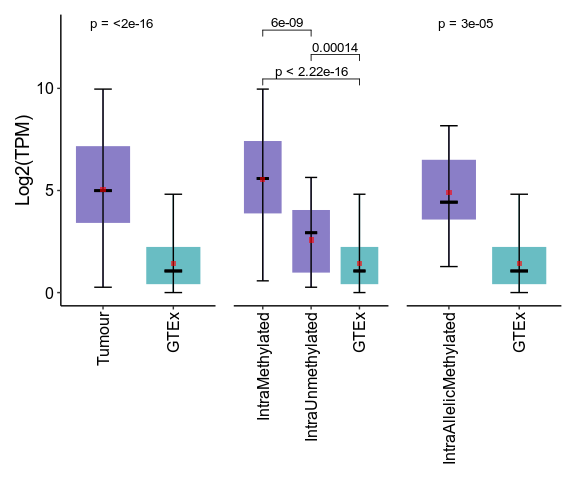 p = <2e-16
6e-09
0.00014
p < 2.22e-16
p = 3e-05
Log2(TPM)
10
5
0
Tumour
GTEx
IntraMethylated
IntraUnmethylated
GTEx
IntraAllelicMethylated
GTEx